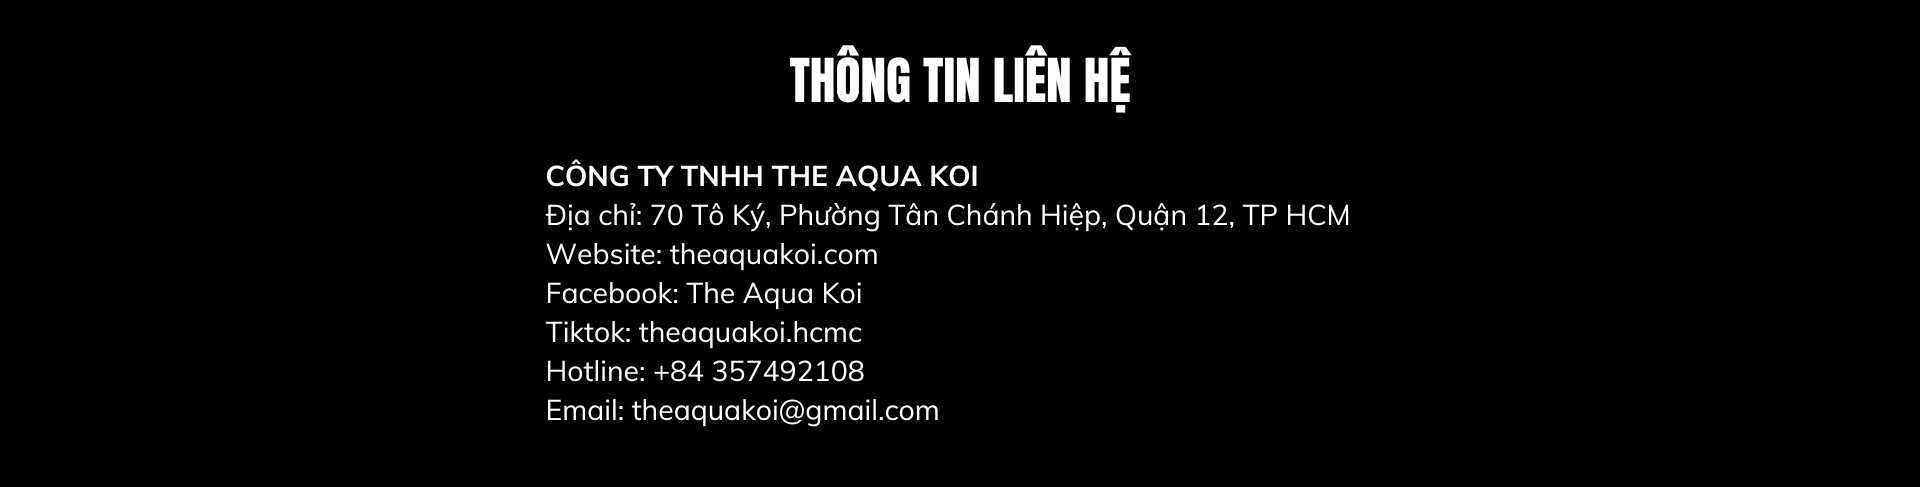 THÔNG TIN LIÊN HỆ
CÔNG TY TNHH THE AQUA KOI
Địa chỉ: 70 Tô Ký, Phường Tân Chánh Hiệp, Quận 12, TP HCM
Website: theaquakoi.com
Facebook: The Aqua Koi
Tiktok: theaquakoi.hcmc
Hotline: +84 357492108
Email: theaquakoi@gmail.com